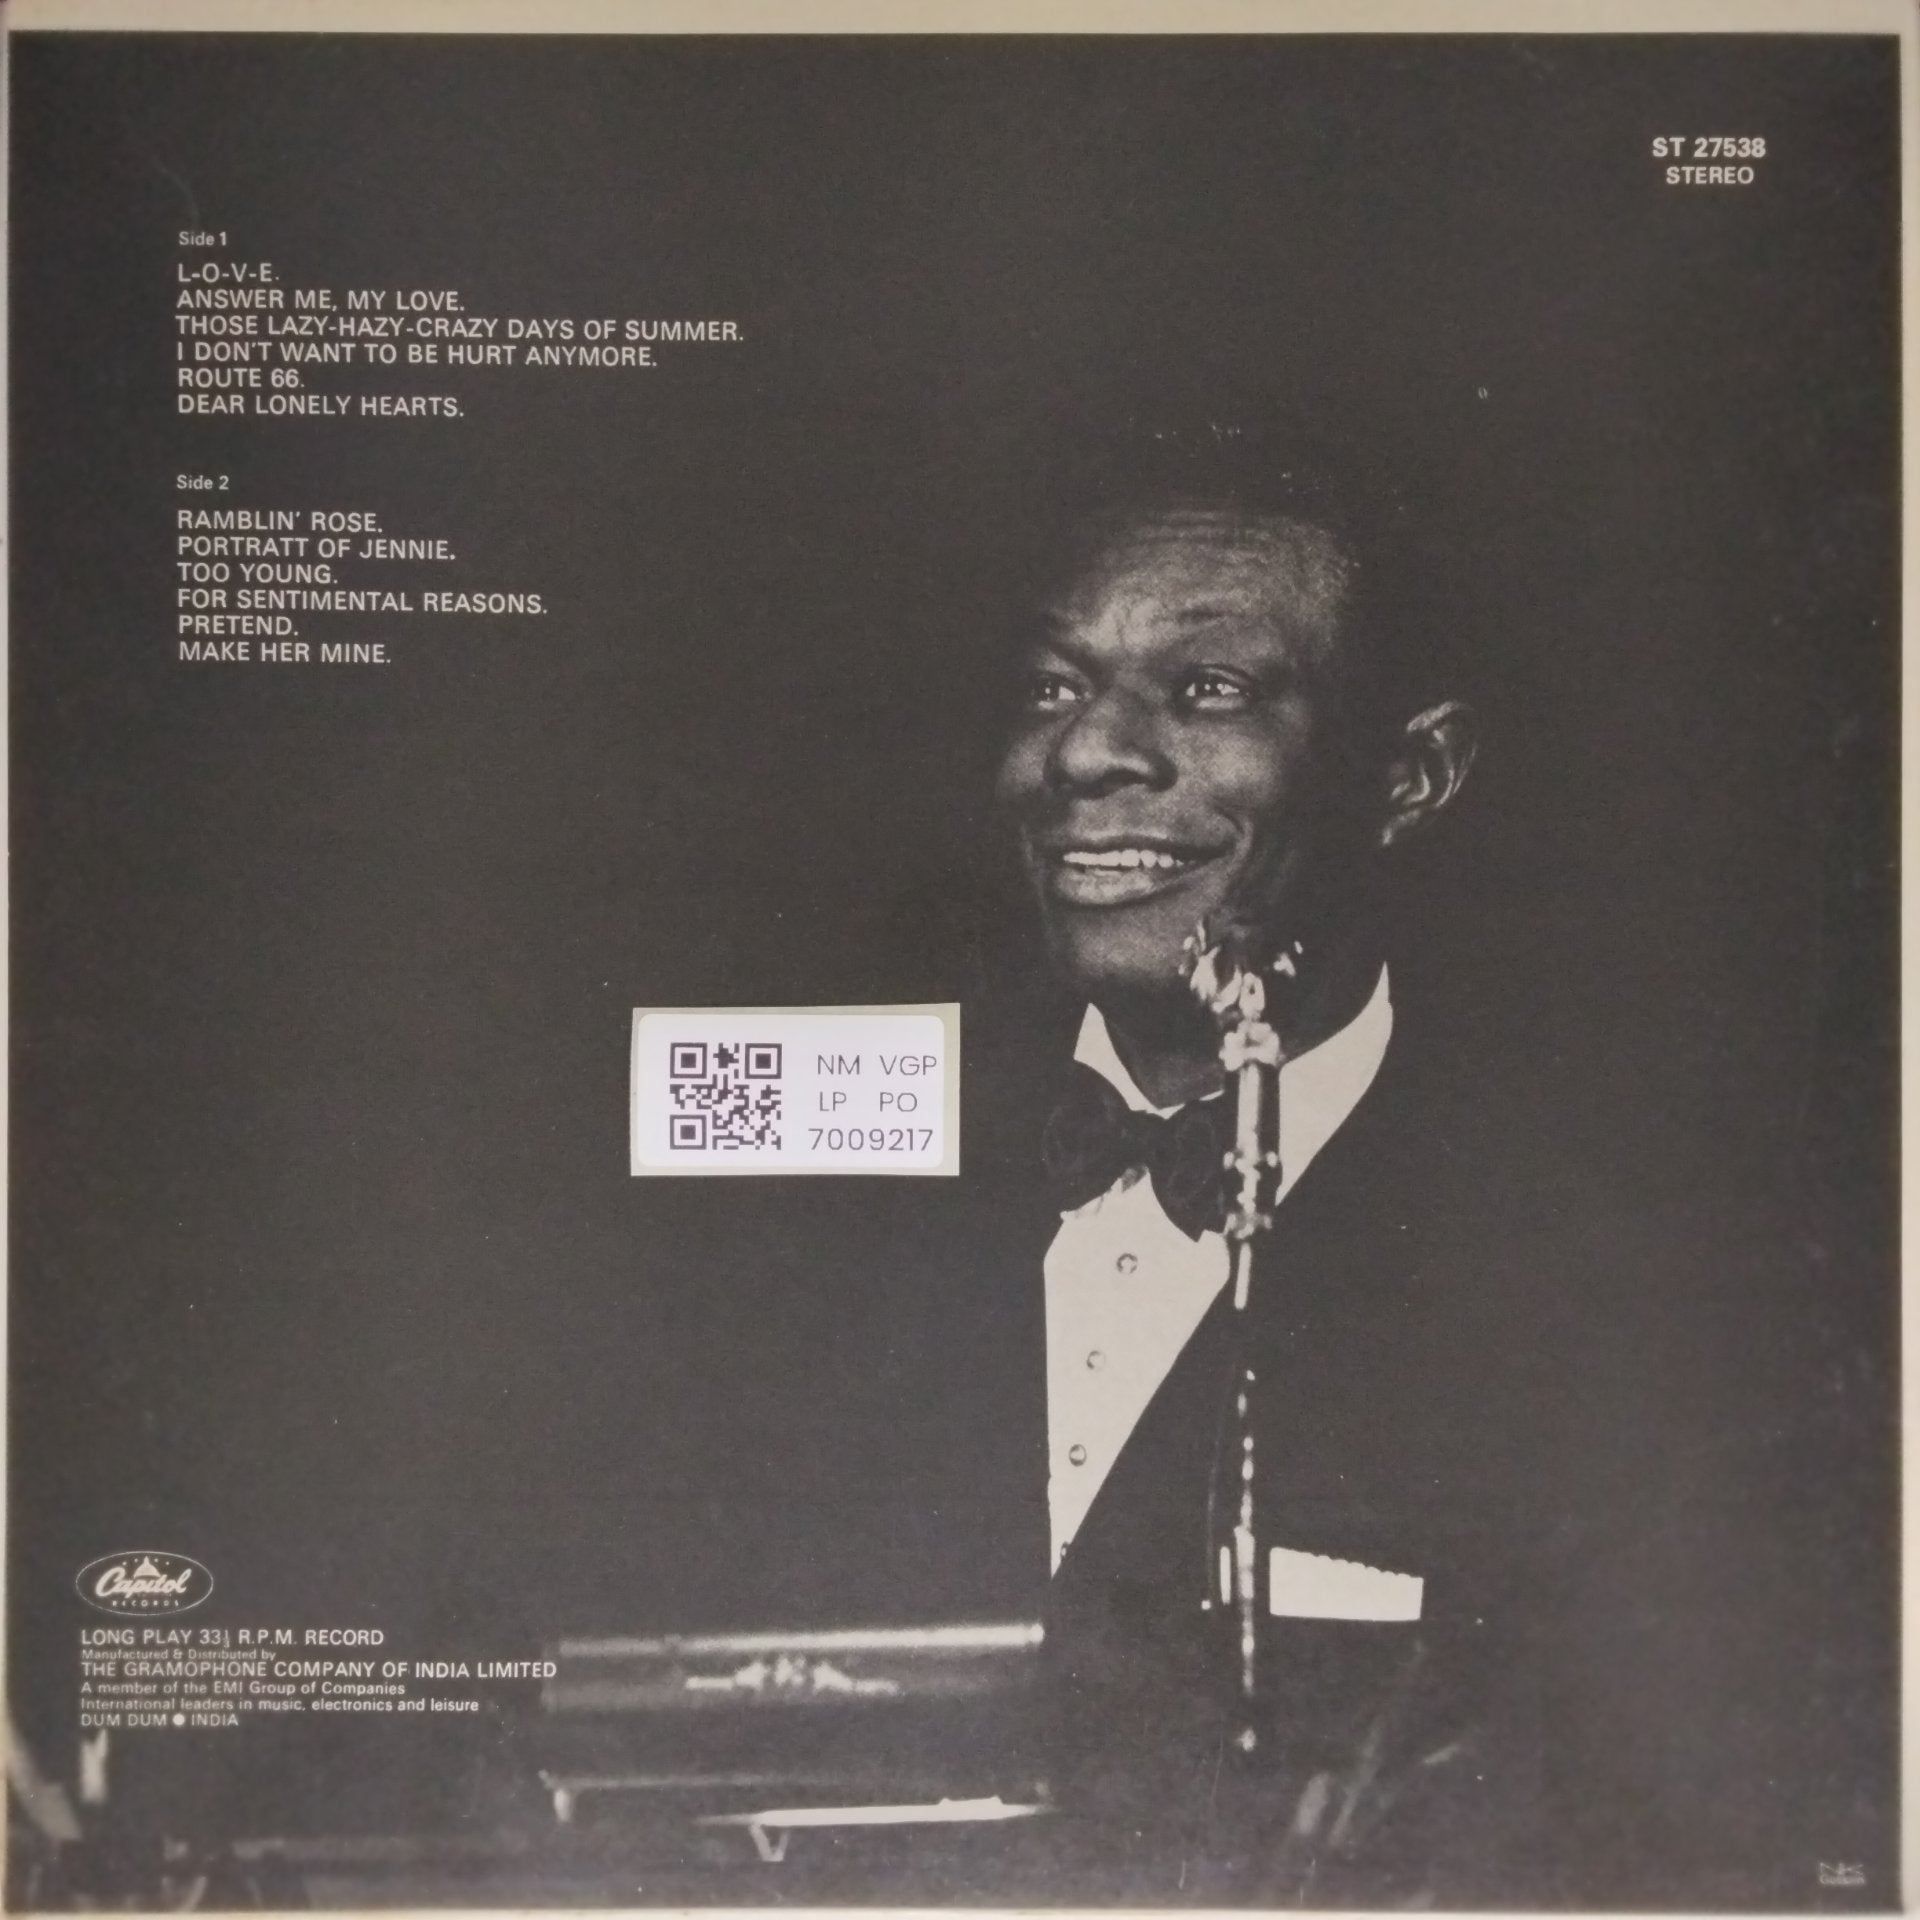 ST 27538
STEREO
Side 1
L-O-V-E.
ANSWER ME, MY LOVE.
THOSE LAZY-HAZY-CRAZY DAYS OF SUMMER.
I DON'T WANT TO BE HURT ANYMORE.
ROUTE 66.
DEAR LONELY HEARTS.
Side 2
RAMBLIN' ROSE.
PORTRATT OF JENNIE.
TOO YOUNG.
FOR SENTIMENTAL REASONS.
PRETEND.
MAKE HER MINE.
NM VGP
LP PO
7009217
Capitol
RECORDS
LONG PLAY 33⅓ R.P.M. RECORD
Manufactured & Distributed by
THE GRAMOPHONE COMPANY OF INDIA LIMITED
A member of the EMI Group of Companies
International leaders in music, electronics and leisure
DUM DUM ● INDIA